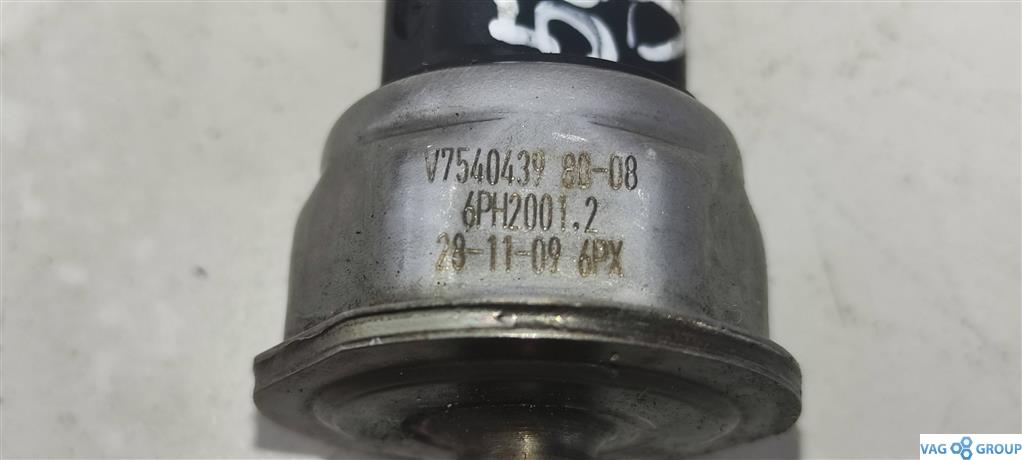 V7540439 80-08
6PH2001.2
28-11-09 6PX
VAG GROUP